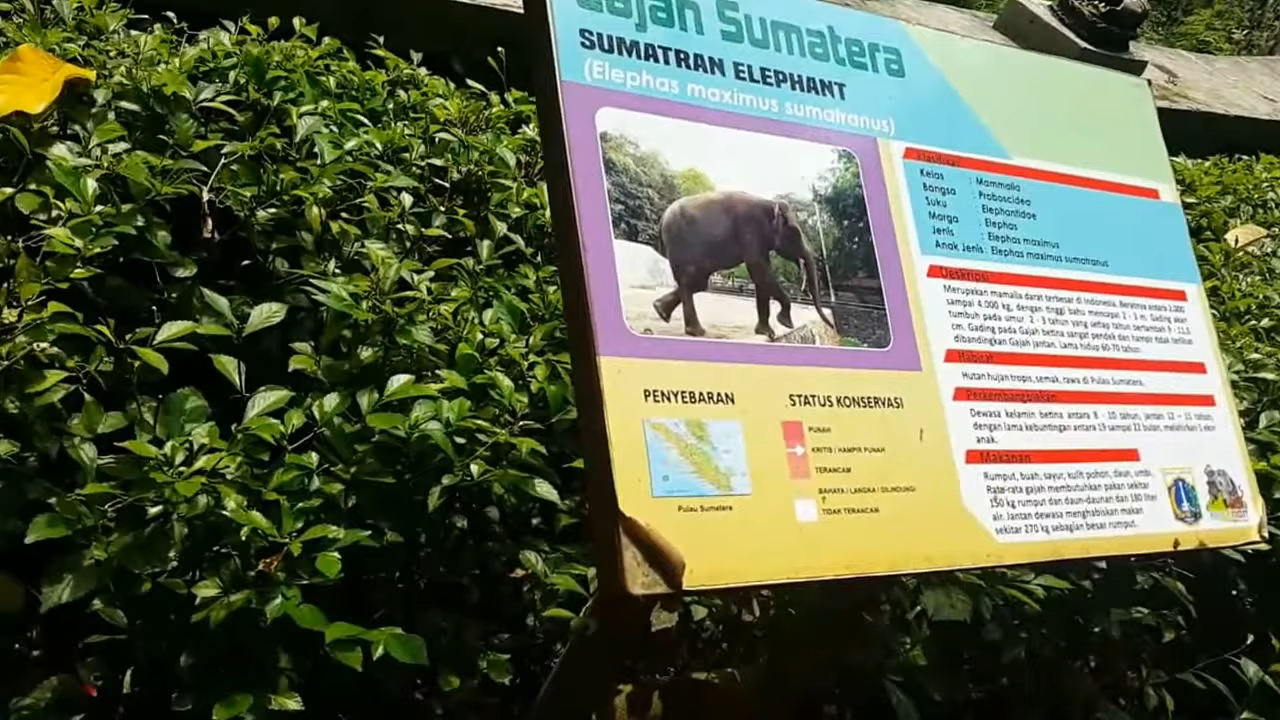 Gajah Sumatera
SUMATRAN ELEPHANT
(Elephas maximus sumatranus)
Klasifikasi
Kelas : Mammalia
Bangsa : Proboscidea
Suku : Elephantidae
Marga : Elephas
Jenis : Elephas maximus
Anak Jenis : Elephas maximus sumatranus
Deskripsi
Merupakan mamalia darat terbesar di Indonesia. Beratnya antara 3.000
sampai 4.000 kg, dengan tinggi bahu mencapai 2 - 3 m. Gading akan
tumbuh pada umur 2 - 3 tahun yang setiap tahun bertambah 9 - 11,5
cm. Gading pada Gajah betina sangat pendek dan hampir tidak terlihat
dibandingkan Gajah jantan. Lama hidup 60-70 tahun.
Habitat
Hutan hujan tropis, semak, rawa di Pulau Sumatera.
Perkembangbiakan
Dewasa kelamin betina antara 8 - 10 tahun, jantan 12 - 15 tahun
dengan lama kebuntingan antara 19 sampai 22 bulan, melahirkan 1 ekor
anak.
Makanan
Rumput, buah, sayur, kulit pohon, daun, umbi.
Rata-rata gajah membutuhkan pakan sekitar
150 kg rumput dan daun-daunan dan 180 liter
air. Jantan dewasa menghabiskan makan
sekitar 270 kg sebagian besar rumput.
PENYEBARAN
Pulau Sumatera
STATUS KONSERVASI
PUNAH
KRITIS / HAMPIR PUNAH
TERANCAM
BAHAYA / LANGKA / DILINDUNGI
TIDAK TERANCAM